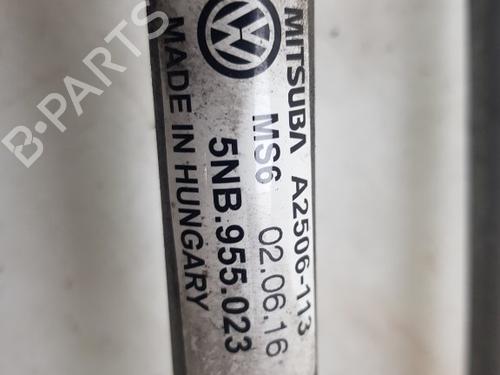 MITSUBA A2506-113
MS6 02.06.16
5NB.955.023
MADE IN HUNGARY
B-PARTS